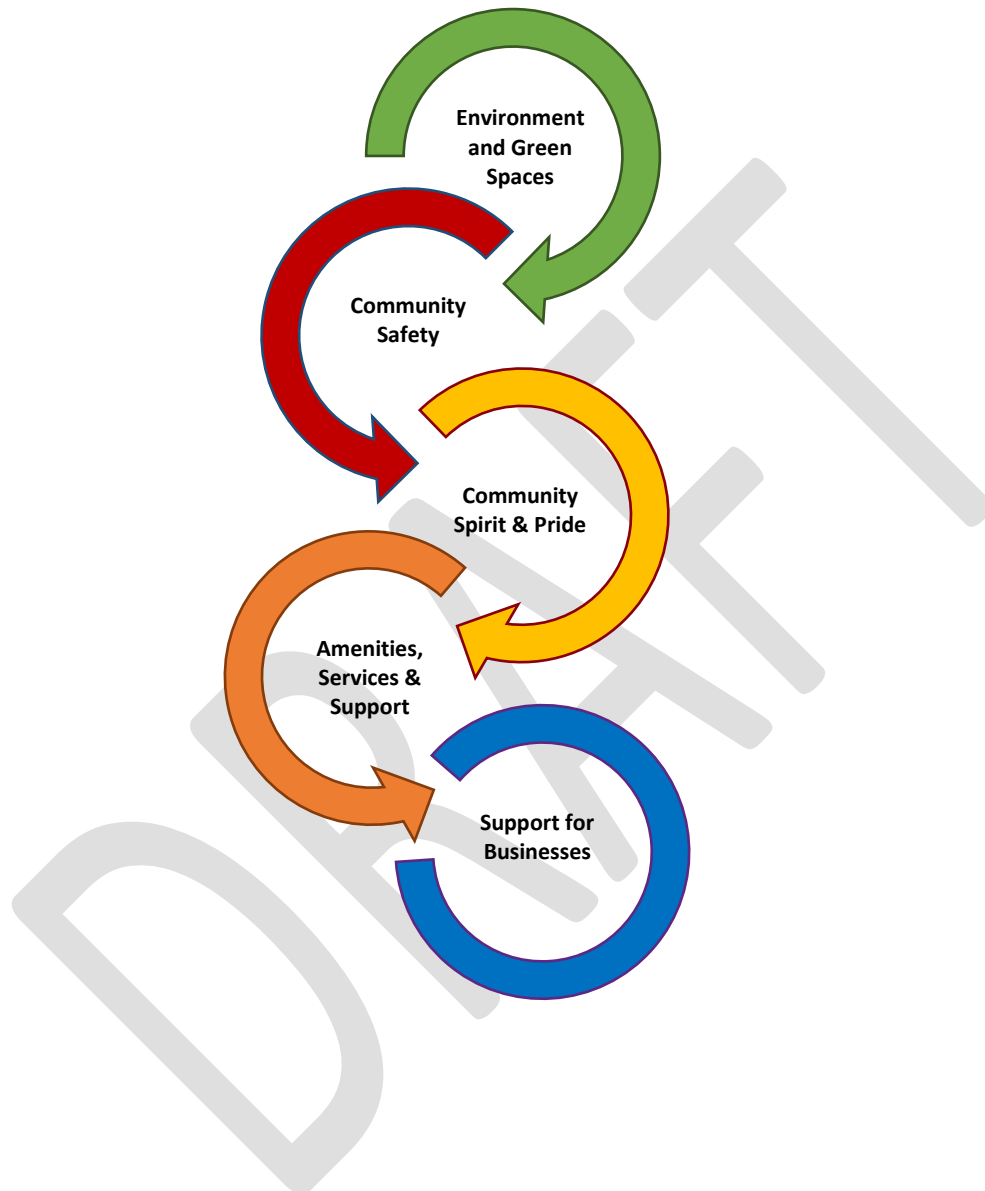 Environment
and Green
Spaces
Community
Safety
Community
Spirit & Pride
Amenities,
Services &
Support
Support for
Businesses
DRAFT